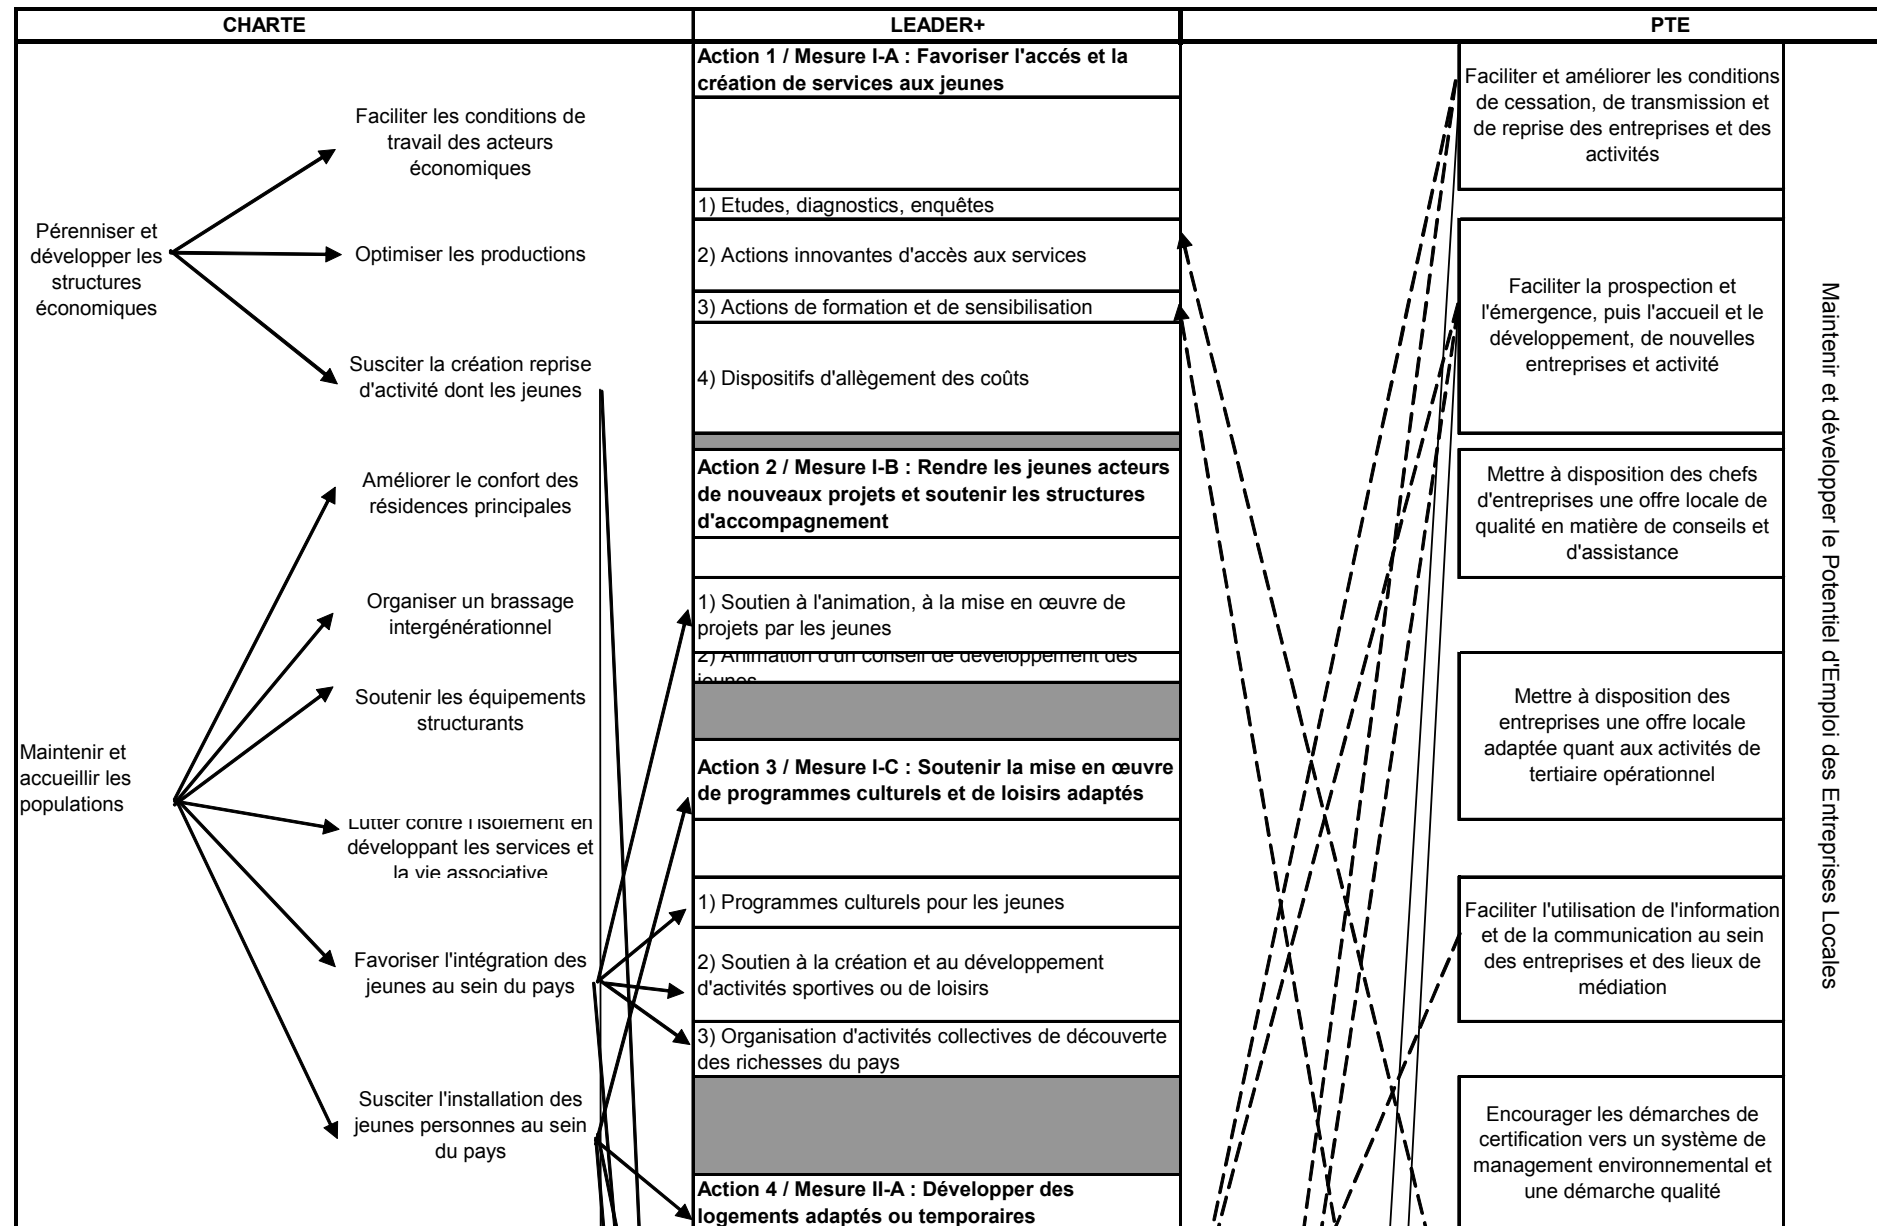 CHARTE
LEADER+
PTE
Pérenniser et
développer les
structures
économiques
Faciliter les conditions de
travail des acteurs
économiques
Optimiser les productions
Susciter la création reprise
d'activité dont les jeunes
Maintenir et
accueillir les
populations
Améliorer le confort des
résidences principales
Organiser un brassage
intergénérationnel
Soutenir les équipements
structurants
Lutter contre l'isolement en
développant les services et
la vie associative
Favoriser l'intégration des
jeunes au sein du pays
Susciter l'installation des
jeunes personnes au sein
du pays
Action 1 / Mesure I-A : Favoriser l'accés et la
création de services aux jeunes
1) Etudes, diagnostics, enquêtes
2) Actions innovantes d'accès aux services
3) Actions de formation et de sensibilisation
4) Dispositifs d'allègement des coûts
Action 2 / Mesure I-B : Rendre les jeunes acteurs
de nouveaux projets et soutenir les structures
d'accompagnement
1) Soutien à l'animation, à la mise en œuvre de
projets par les jeunes
2) Animation d'un conseil de développement des
jeunes
Action 3 / Mesure I-C : Soutenir la mise en œuvre
de programmes culturels et de loisirs adaptés
1) Programmes culturels pour les jeunes
2) Soutien à la création et au développement
d'activités sportives ou de loisirs
3) Organisation d'activités collectives de découverte
des richesses du pays
Action 4 / Mesure II-A : Développer des
logements adaptés ou temporaires
Faciliter et améliorer les conditions
de cessation, de transmission et
de reprise des entreprises et des
activités
Faciliter la prospection et
l'émergence, puis l'accueil et le
développement, de nouvelles
entreprises et activité
Mettre à disposition des chefs
d'entreprises une offre locale de
qualité en matière de conseils et
d'assistance
Mettre à disposition des
entreprises une offre locale
adaptée quant aux activités de
tertiaire opérationnel
Faciliter l'utilisation de l'information
et de la communication au sein
des entreprises et des lieux de
médiation
Encourager les démarches de
certification vers un système de
management environnemental et
une démarche qualité
Maintenir et développer le Potentiel d'Emploi des Entreprises Locales